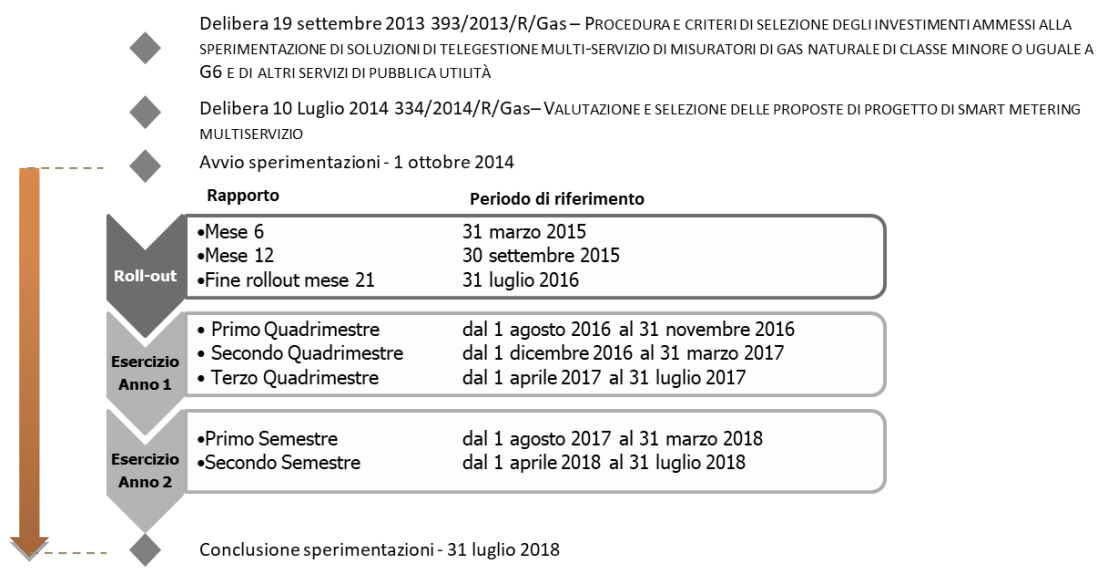 Delibera 19 settembre 2013 393/2013/R/Gas – PROCEDURA E CRITERI DI SELEZIONE DEGLI INVESTIMENTI AMMESSI ALLA
SPERIMENTAZIONE DI SOLUZIONI DI TELEGESTIONE MULTI-SERVIZIO DI MISURATORI DI GAS NATURALE DI CLASSE MINORE O UGUALE A
G6 E DI ALTRI SERVIZI DI PUBBLICA UTILITÀ
Delibera 10 Luglio 2014 334/2014/R/Gas– VALUTAZIONE E SELEZIONE DELLE PROPOSTE DI PROGETTO DI SMART METERING
MULTISERVIZIO
Avvio sperimentazioni - 1 ottobre 2014
Rapporto Periodo di riferimento
Roll-out
•Mese 6 31 marzo 2015
•Mese 12 30 settembre 2015
•Fine rollout mese 21 31 luglio 2016
Esercizio
Anno 1
• Primo Quadrimestre dal 1 agosto 2016 al 31 novembre 2016
• Secondo Quadrimestre dal 1 dicembre 2016 al 31 marzo 2017
• Terzo Quadrimestre dal 1 aprile 2017 al 31 luglio 2017
Esercizio
Anno 2
•Primo Semestre dal 1 agosto 2017 al 31 marzo 2018
•Secondo Semestre dal 1 aprile 2018 al 31 luglio 2018
Conclusione sperimentazioni - 31 luglio 2018